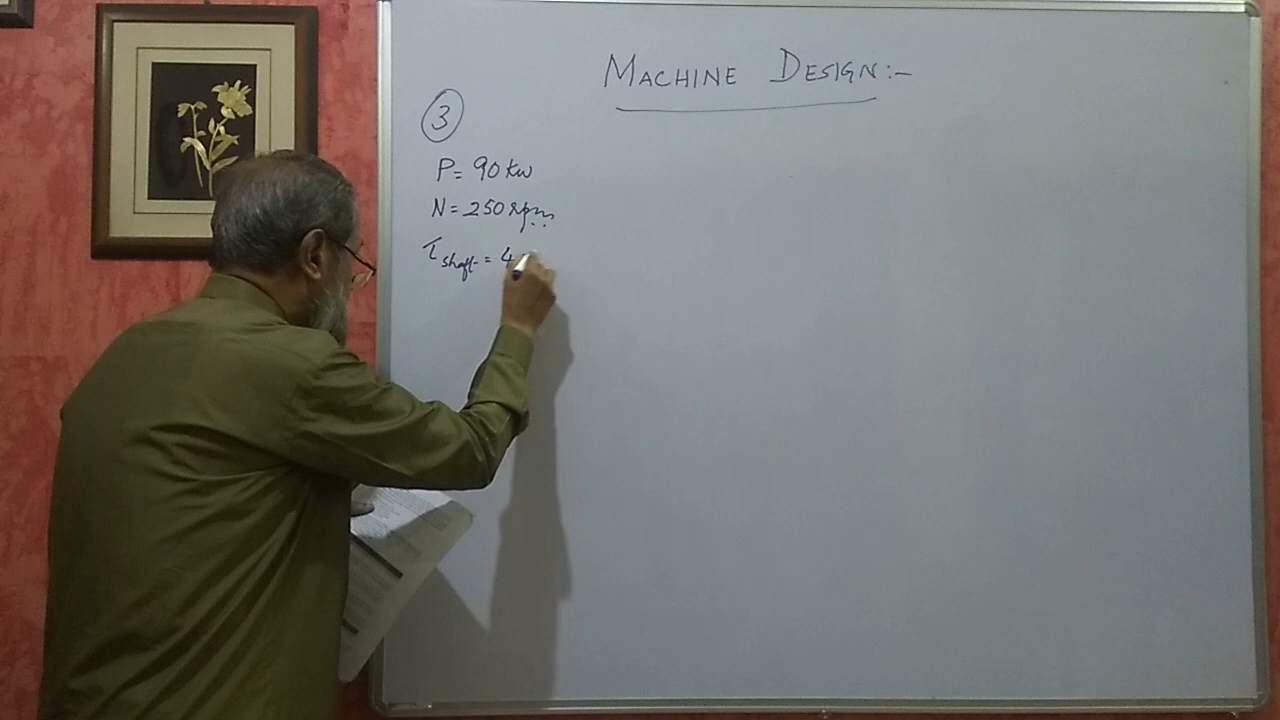 MACHINE DESIGN:-
3
P = 90 kw
N = 250 rpm
τ shaft = 4